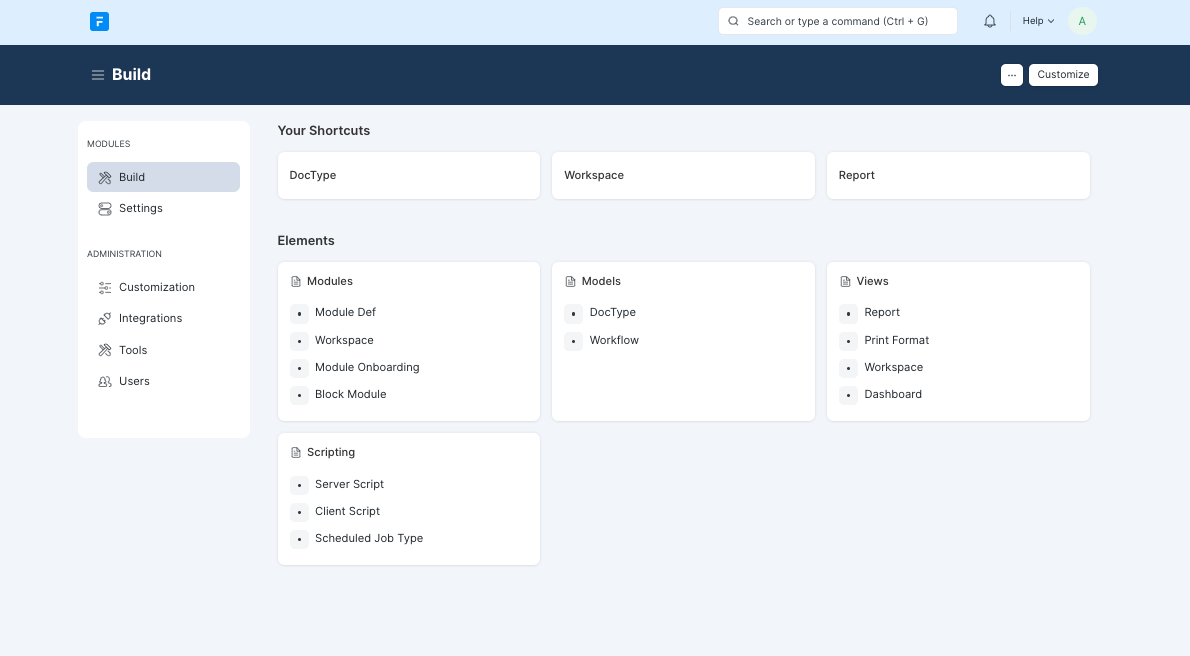 Search or type a command (Ctrl + G)
Help
A
Build
...
Customize
MODULES
Build
Settings
ADMINISTRATION
Customization
Integrations
Tools
Users
Your Shortcuts
DocType
Workspace
Report
Elements
Modules
Module Def
Workspace
Module Onboarding
Block Module
Models
DocType
Workflow
Views
Report
Print Format
Workspace
Dashboard
Scripting
Server Script
Client Script
Scheduled Job Type